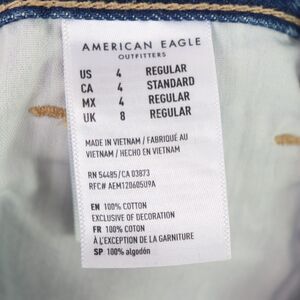 AMERICAN EAGLE
OUTFITTERS
US 4 REGULAR
CA 4 STANDARD
MX 4 REGULAR
UK 8 REGULAR
MADE IN VIETNAM / FABRIQUÉ AU
VIETNAM / HECHO EN VIETNAM
RN 54485/CA 03873
RFC# AEM1206050J9A
EN 100% COTTON
EXCLUSIVE OF DECORATION
FR 100% COTON
À L'EXCEPTION DE LA GARNITURE
SP 100% algodón